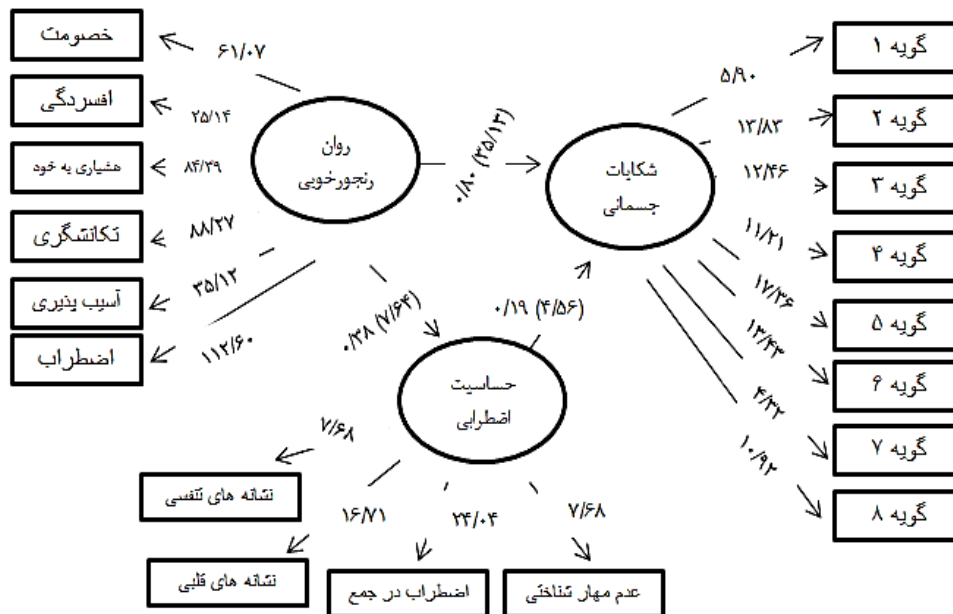 خصومت
افسردگی
هشیاری به خود
تکانشگری
آسیب پذیری
اضطراب
۶۱/۰۷
۲۵/۱۴
۸۴/۳۹
۸۸/۲۷
۳۵/۱۲
۱۱۲/۶۰
روان
رنجورخویی
۰/۸۰ (۳۵/۱۳)
۰/۳۸ (۷/۶۴)
شکایات
جسمانی
۰/۱۹ (۴/۵۶)
حساسیت
اضطرابی
۷/۶۸
۱۶/۷۱
۲۴/۰۴
۷/۶۸
نشانه های تنفسی
نشانه های قلبی
اضطراب در جمع
عدم مهار شناختی
۵/۹۰
۱۳/۸۳
۱۲/۴۶
۱۱/۲۱
۱۷/۳۶
۱۳/۴۳
۴/۳۲
۱۰/۹۲
گویه ۱
گویه ۲
گویه ۳
گویه ۴
گویه ۵
گویه ۶
گویه ۷
گویه ۸